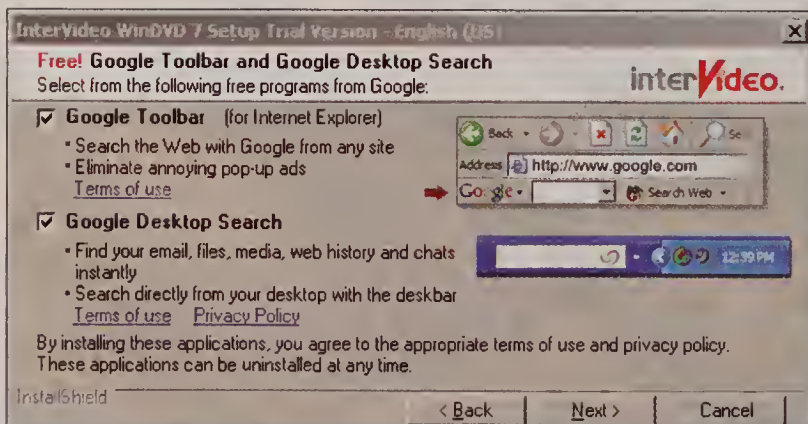 InterVideo WinDVD 7 Setup Trial Version - English (US)
Free! Google Toolbar and Google Desktop Search
Select from the following free programs from Google:
interVideo.
Google Toolbar (for Internet Explorer)
• Search the Web with Google from any site
• Eliminate annoying pop-up ads
Terms of use
Back
Se
Address http://www.google.com
Google Search Web
Google Desktop Search
• Find your email, files, media, web history and chats
instantly
• Search directly from your desktop with the deskbar
Terms of use Privacy Policy
12:39 PM
By installing these applications, you agree to the appropriate terms of use and privacy policy.
These applications can be uninstalled at any time.
InstallShield
< Back Next > Cancel